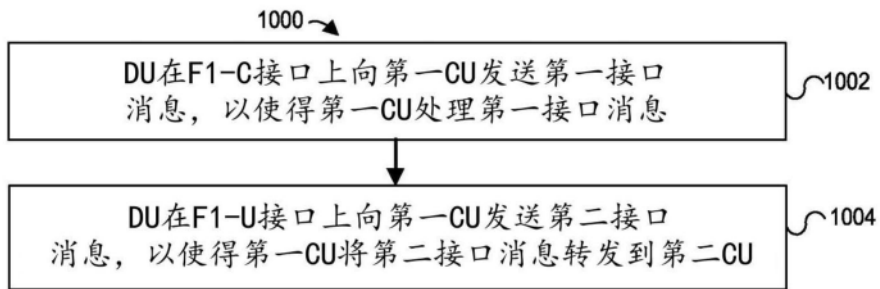 1000
DU在F1-C接口上向第一CU发送第一接口
消息，以使得第一CU处理第一接口消息
1002
DU在F1-U接口上向第一CU发送第二接口
消息，以使得第一CU将第二接口消息转发到第二CU
1004